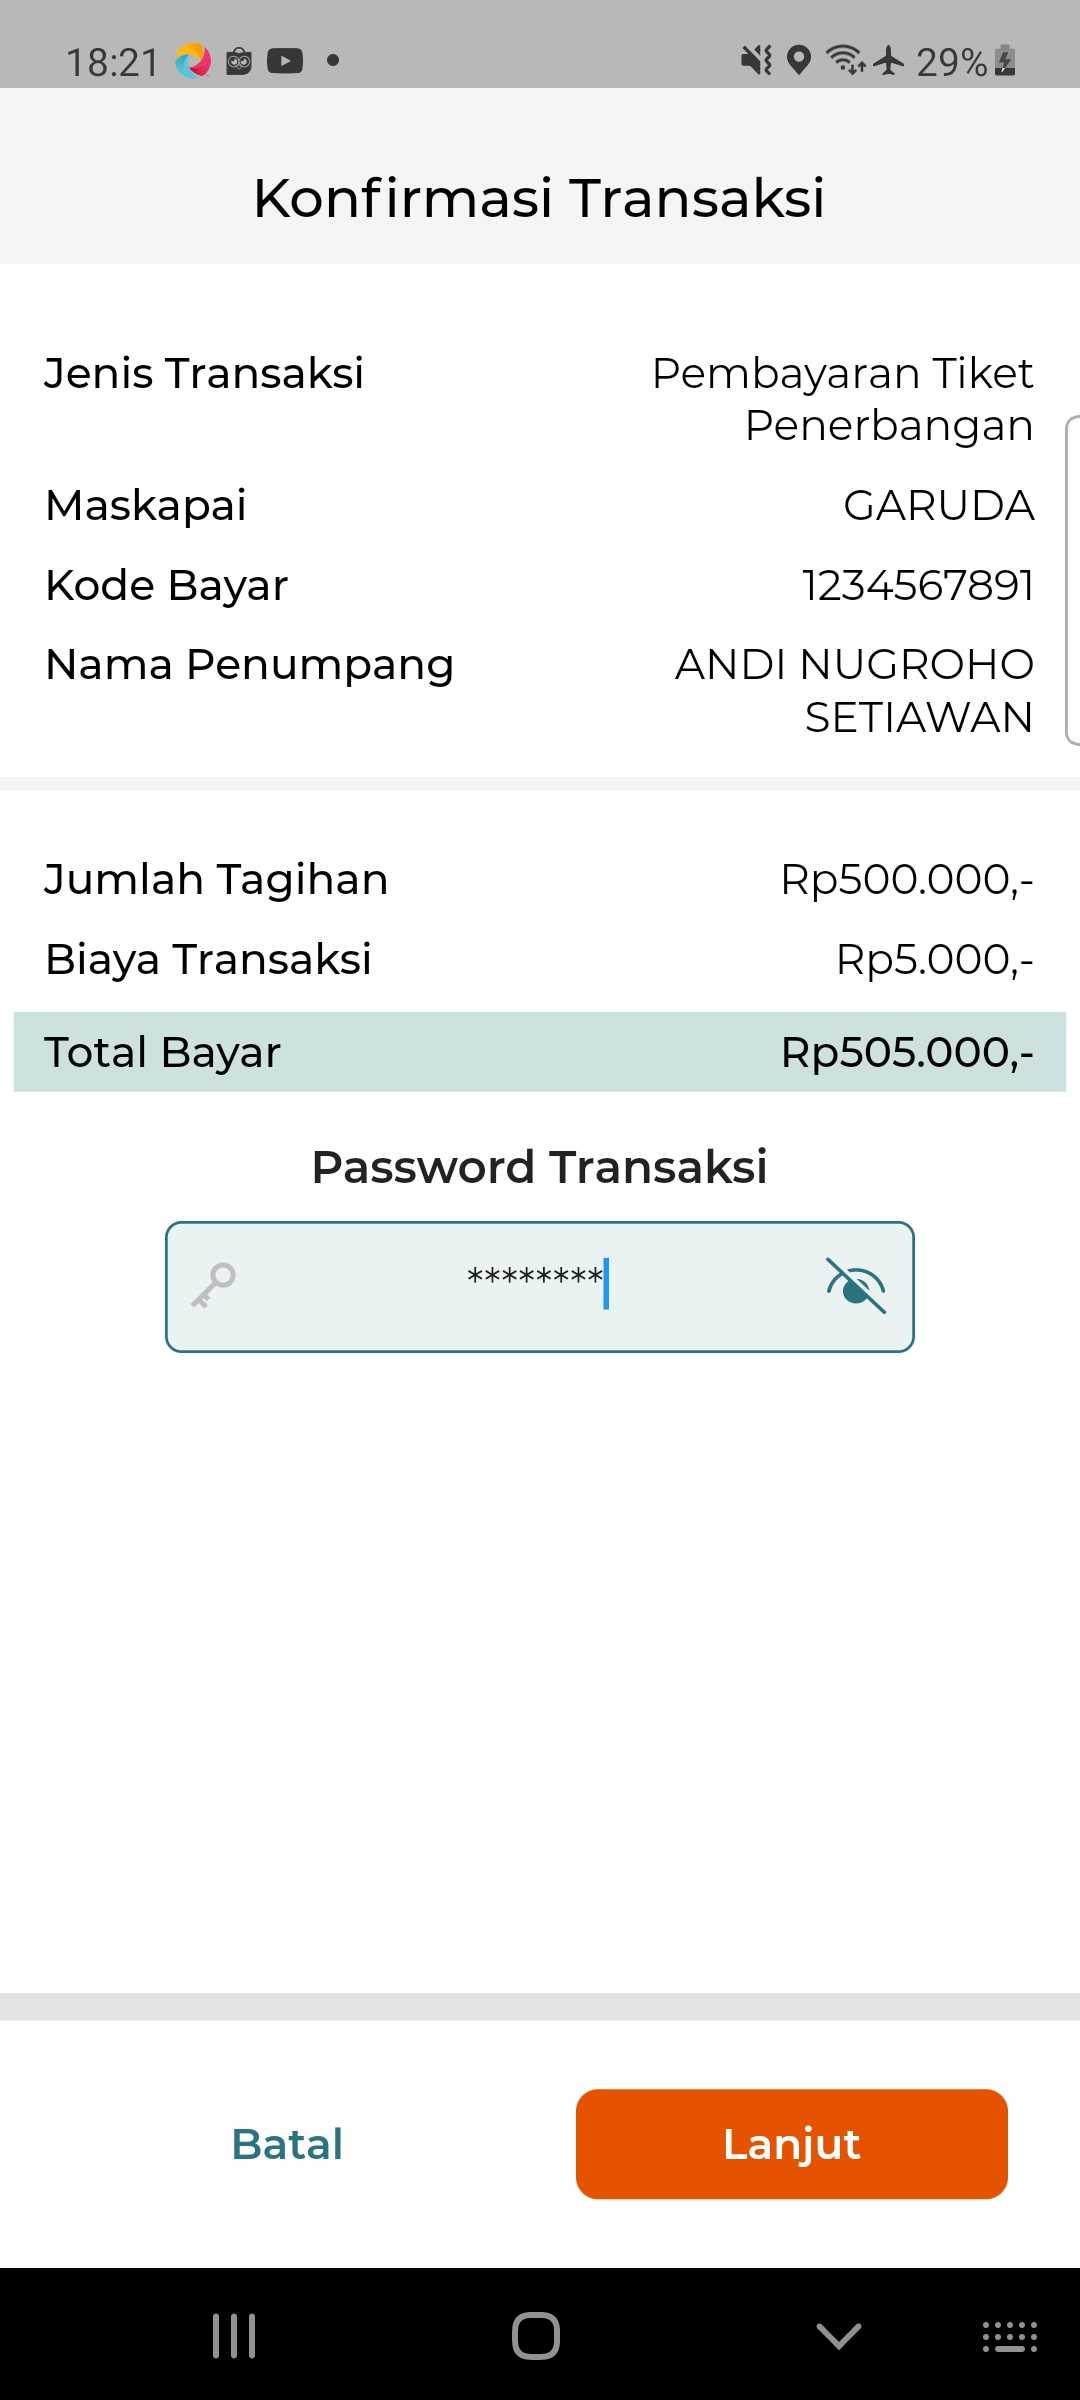 18:21 29%
Konfirmasi Transaksi
Jenis Transaksi Pembayaran Tiket
Penerbangan
Maskapai GARUDA
Kode Bayar 1234567891
Nama Penumpang ANDI NUGROHO
SETIAWAN
Jumlah Tagihan Rp500.000,-
Biaya Transaksi Rp5.000,-
Total Bayar Rp505.000,-
Password Transaksi
********
Batal Lanjut